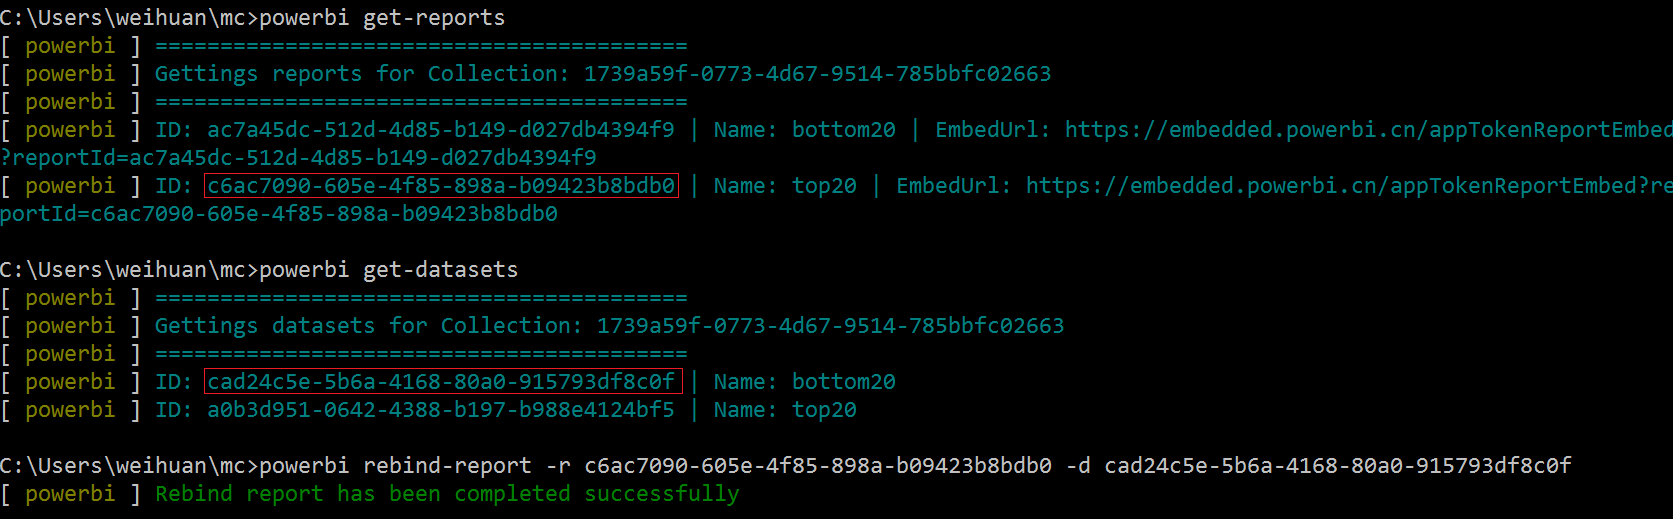 C:\Users\weihuan\mc>powerbi get-reports
[ powerbi ] =========================================
[ powerbi ] Gettings reports for Collection: 1739a59f-0773-4d67-9514-785bbfc02663
[ powerbi ] =========================================
[ powerbi ] ID: ac7a45dc-512d-4d85-b149-d027db4394f9 | Name: bottom20 | EmbedUrl: https://embedded.powerbi.cn/appTokenReportEmbed
?reportId=ac7a45dc-512d-4d85-b149-d027db4394f9
[ powerbi ] ID: c6ac7090-605e-4f85-898a-b09423b8bdb0 | Name: top20 | EmbedUrl: https://embedded.powerbi.cn/appTokenReportEmbed?re
portId=c6ac7090-605e-4f85-898a-b09423b8bdb0
C:\Users\weihuan\mc>powerbi get-datasets
[ powerbi ] =========================================
[ powerbi ] Gettings datasets for Collection: 1739a59f-0773-4d67-9514-785bbfc02663
[ powerbi ] =========================================
[ powerbi ] ID: cad24c5e-5b6a-4168-80a0-915793df8c0f | Name: bottom20
[ powerbi ] ID: a0b3d951-0642-4388-b197-b988e4124bf5 | Name: top20
C:\Users\weihuan\mc>powerbi rebind-report -r c6ac7090-605e-4f85-898a-b09423b8bdb0 -d cad24c5e-5b6a-4168-80a0-915793df8c0f
[ powerbi ] Rebind report has been completed successfully